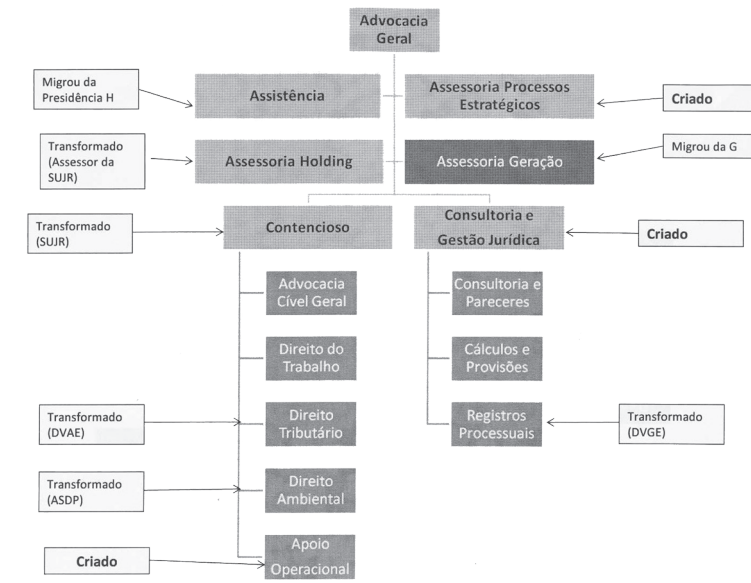 Advocacia
Geral
Migrou da
Presidência H
Assistência
Assessoria Processos
Estratégicos
Criado
Transformado
(Assessor da
SUJR)
Assessoria Holding
Assessoria Geração
Migrou da G
Transformado
(SUJR)
Contencioso
Consultoria e
Gestão Jurídica
Criado
Advocacia
Cível Geral
Consultoria e
Pareceres
Direito do
Trabalho
Cálculos e
Provisões
Transformado
(DVAE)
Direito
Tributário
Registros
Processuais
Transformado
(DVGE)
Transformado
(ASDP)
Direito
Ambiental
Criado
Apoio
Operacional